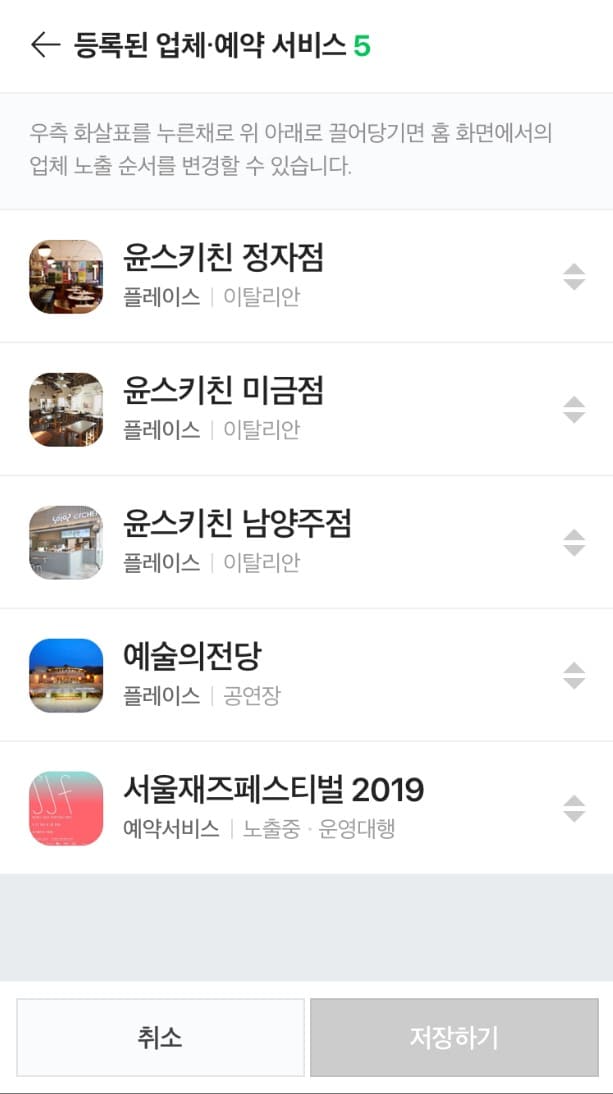 등록된 업체·예약 서비스 5
우측 화살표를 누른채로 위 아래로 끌어당기면 홈 화면에서의
업체 노출 순서를 변경할 수 있습니다.
윤스키친 정자점
플레이스 | 이탈리안
윤스키친 미금점
플레이스 | 이탈리안
윤스키친 남양주점
플레이스 | 이탈리안
예술의전당
플레이스 | 공연장
sjf
서울재즈페스티벌 2019
예약서비스 | 노출중 · 운영대행
취소
저장하기